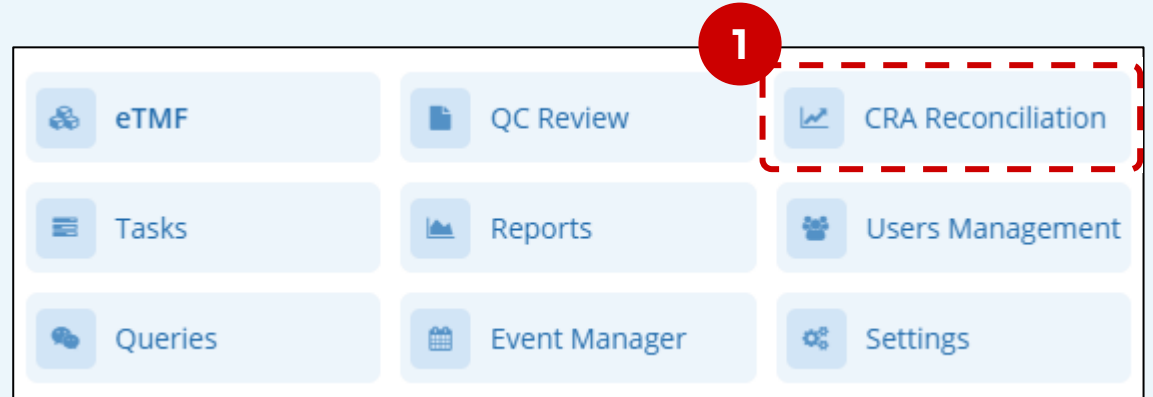 1
eTMF
QC Review
CRA Reconciliation
Tasks
Reports
Users Management
Queries
Event Manager
Settings